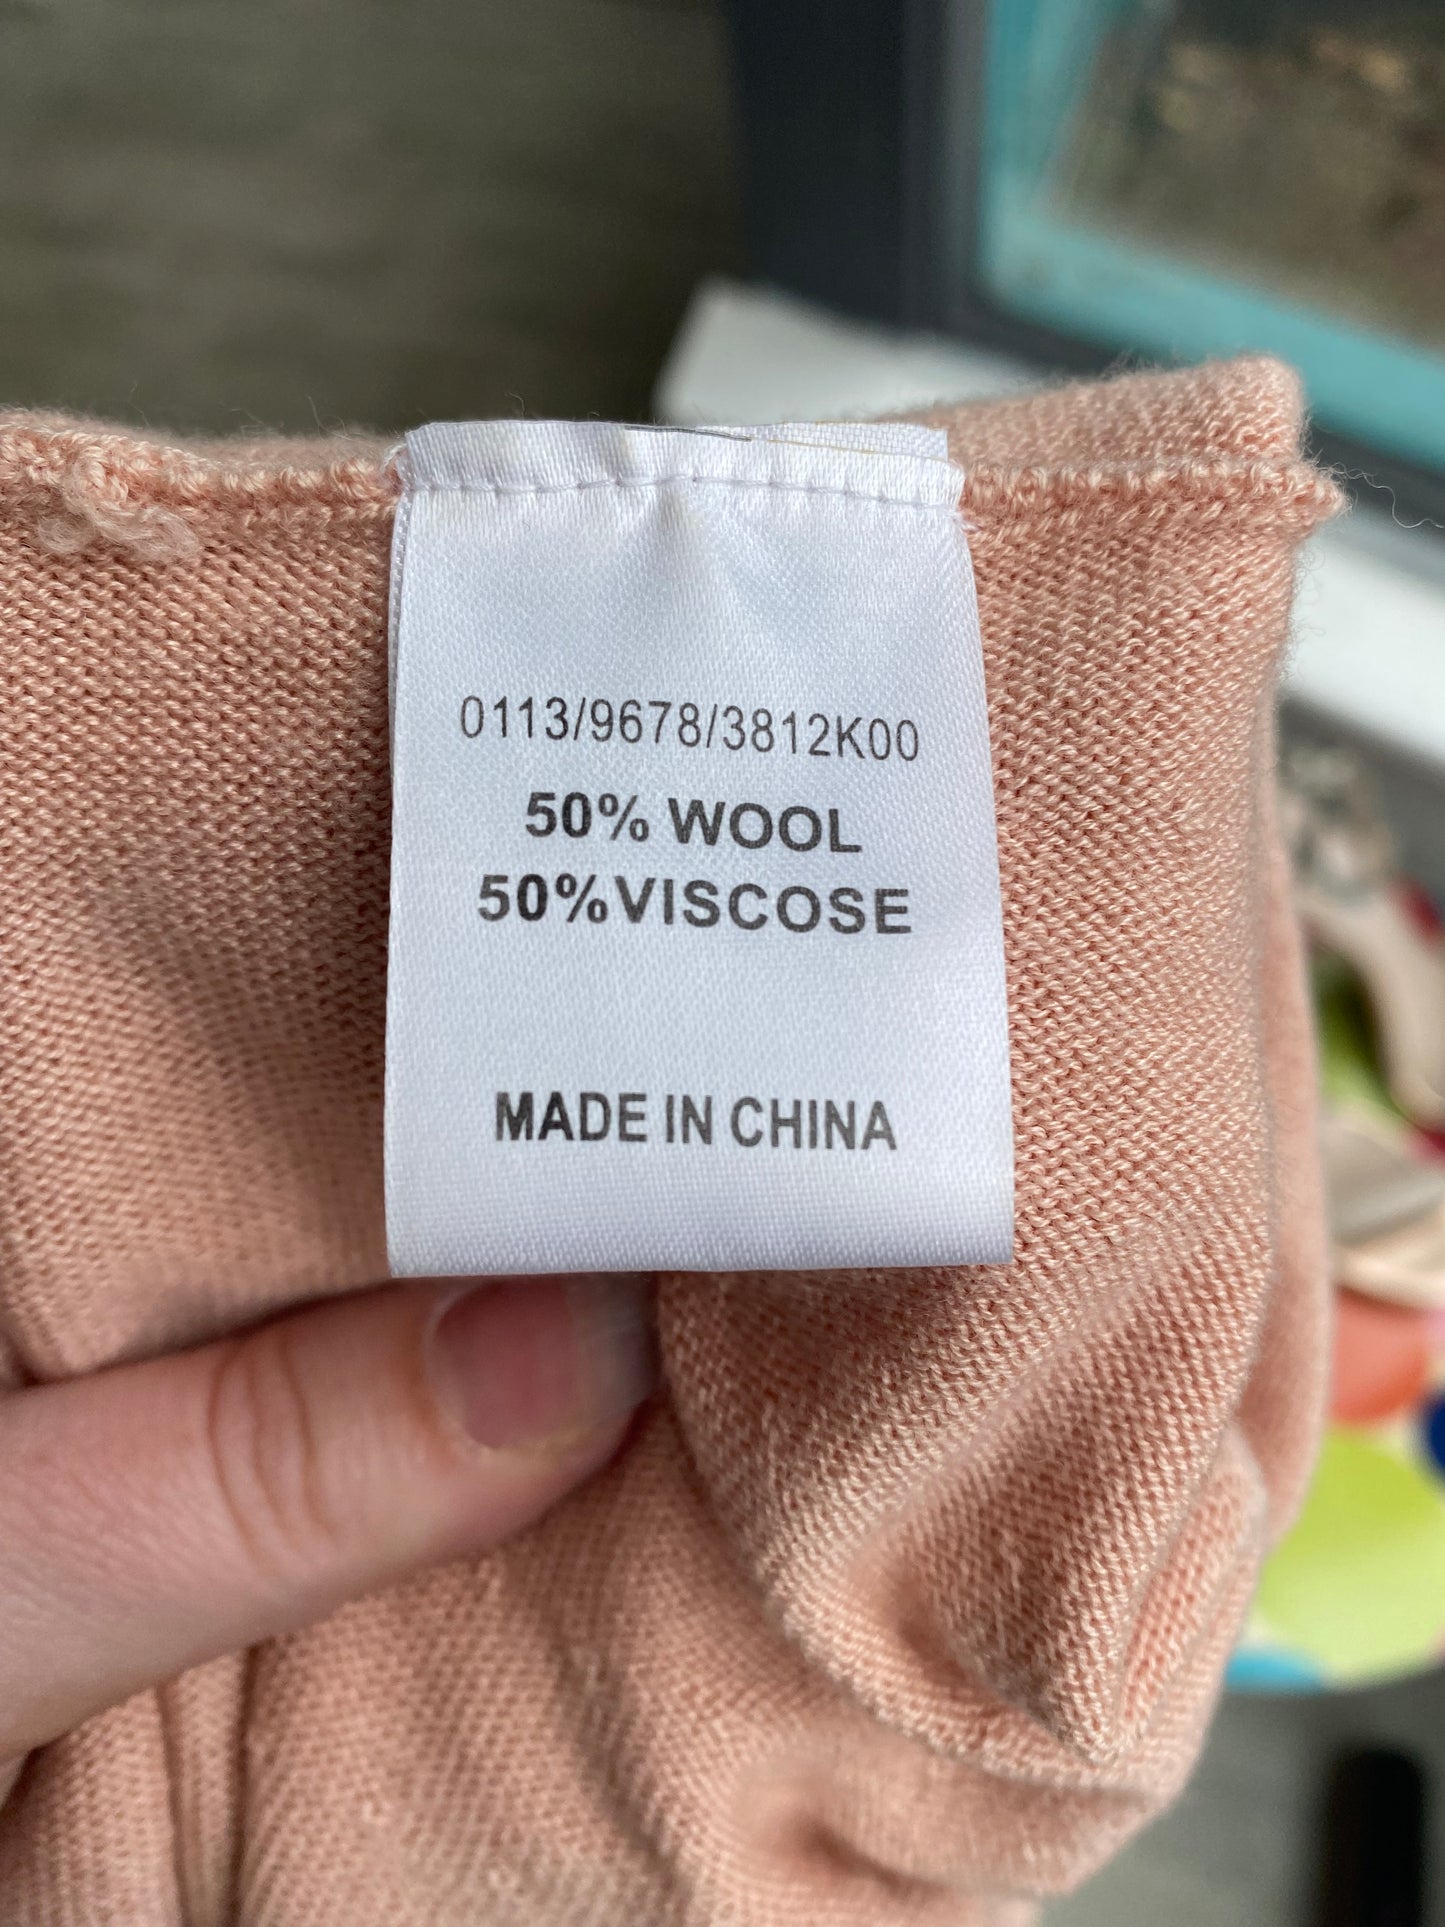 0113/9678/3812K00
50% WOOL
50%VISCOSE
MADE IN CHINA